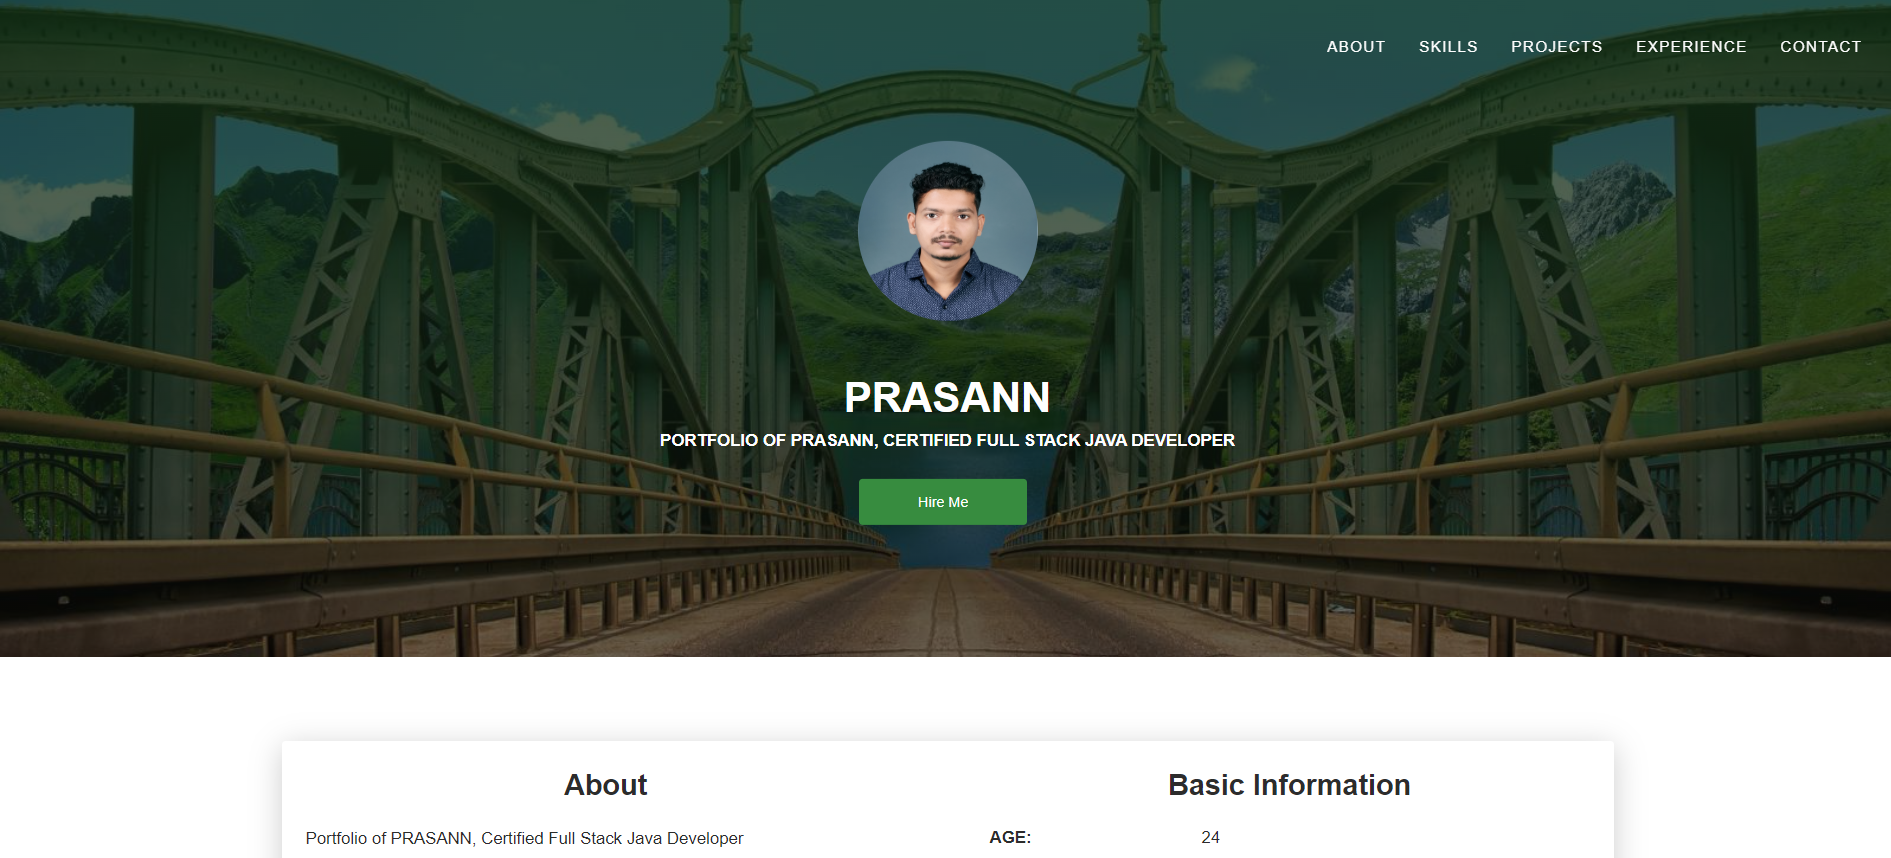 ABOUT SKILLS PROJECTS EXPERIENCE CONTACT
PRASANN
PORTFOLIO OF PRASANN, CERTIFIED FULL STACK JAVA DEVELOPER
Hire Me
About
Portfolio of PRASANN, Certified Full Stack Java Developer
Basic Information
AGE: 24